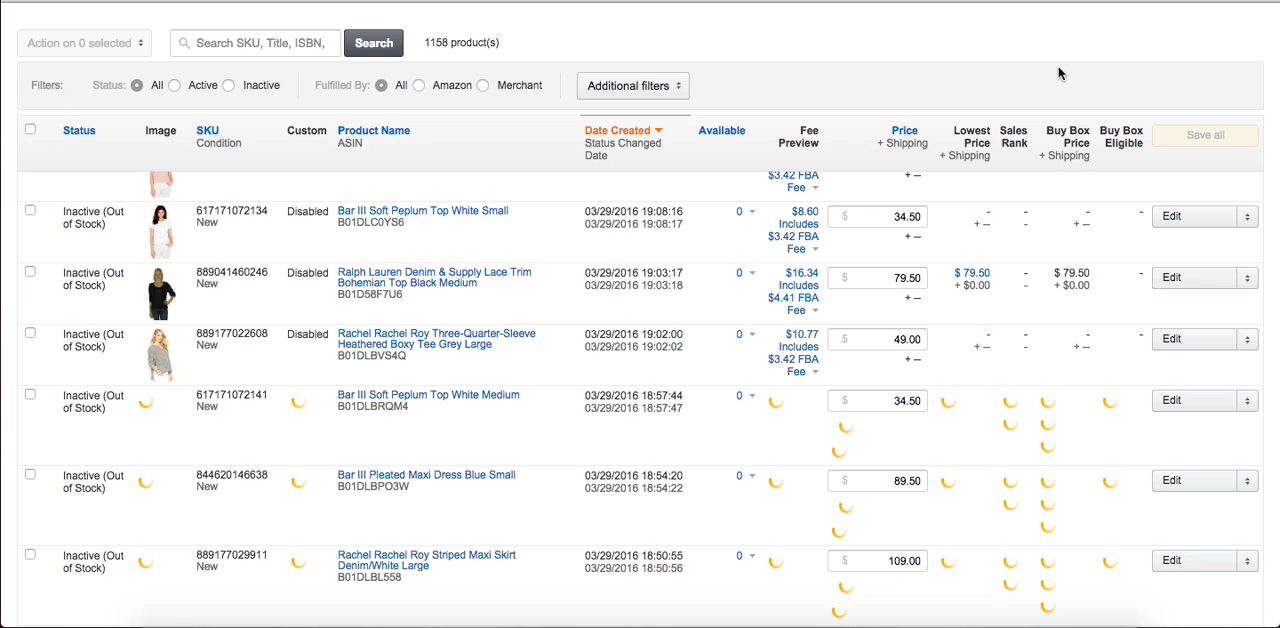 Action on 0 selected Search SKU, Title, ISBN, Search 1158 product(s)
Filters: Status: All Active Inactive Fulfilled By: All Amazon Merchant Additional filters
Status Image SKU Custom Product Name Date Created Available Fee Price Lowest Sales Buy Box Buy Box Save all
Condition ASIN Status Changed Preview + Shipping Price Rank Price Eligible
Date + Shipping + Shipping
$3.42 FBA + --
Fee
Inactive (Out 617171072134 Disabled Bar III Soft Peplum Top White Small 03/29/2016 19:08:16 0 $8.60 $ 34.50 - - - - Edit
of Stock) New B01DLC0YS6 03/29/2016 19:08:17 Includes + -- - + --
$3.42 FBA + --
Fee
Inactive (Out 889041460246 Disabled Ralph Lauren Denim & Supply Lace Trim 03/29/2016 19:03:17 0 $16.34 $ 79.50 $ 79.50 - $ 79.50 - Edit
of Stock) New Bohemian Top Black Medium 03/29/2016 19:03:18 Includes + $0.00 - + $0.00
B01D58F7U6 $4.41 FBA + --
Fee
Inactive (Out 889177022608 Disabled Rachel Rachel Roy Three-Quarter-Sleeve 03/29/2016 19:02:00 0 $10.77 $ 49.00 - - - - Edit
of Stock) New Heathered Boxy Tee Grey Large 03/29/2016 19:02:02 Includes + -- - + --
B01DLBVS4Q $3.42 FBA + --
Fee
Inactive (Out 617171072141 Bar III Soft Peplum Top White Medium 03/29/2016 18:57:44 0 $ 34.50 Edit
of Stock) New B01DLBRQM4 03/29/2016 18:57:47
Inactive (Out 844620146638 Bar III Pleated Maxi Dress Blue Small 03/29/2016 18:54:20 0 $ 89.50 Edit
of Stock) New B01DLBPO3W 03/29/2016 18:54:22
Inactive (Out 889177029911 Rachel Rachel Roy Striped Maxi Skirt 03/29/2016 18:50:55 0 $ 109.00 Edit
of Stock) New Denim/White Large 03/29/2016 18:50:56
B01DLBL558